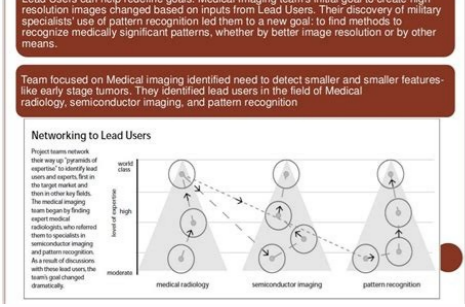 Lead Users can help redefine goals. Medical imaging team's initial goal to create high
resolution images changed based on inputs from Lead Users. Their discovery of military
specialists' use of pattern recognition led them to a new goal: to find methods to
recognize medically significant patterns, whether by better image resolution or by other
means.
Team focused on Medical imaging identified need to detect smaller and smaller features-
like early stage tumors. They identified lead users in the field of Medical
radiology, semiconductor imaging, and pattern recognition
Networking to Lead Users
Project teams network
their way up "pyramids of
expertise" to identify lead
users and experts, first in
the target market and
then in other key fields.
The medical imaging
team began by finding
expert medical
radiologists, who referred
them to specialists in
semiconductor imaging
and pattern recognition.
As a result of discussions
with these lead users, the
team's goal changed
dramatically.
level of expertise
world
class
high
moderate
medical radiology
semiconductor imaging
pattern recognition